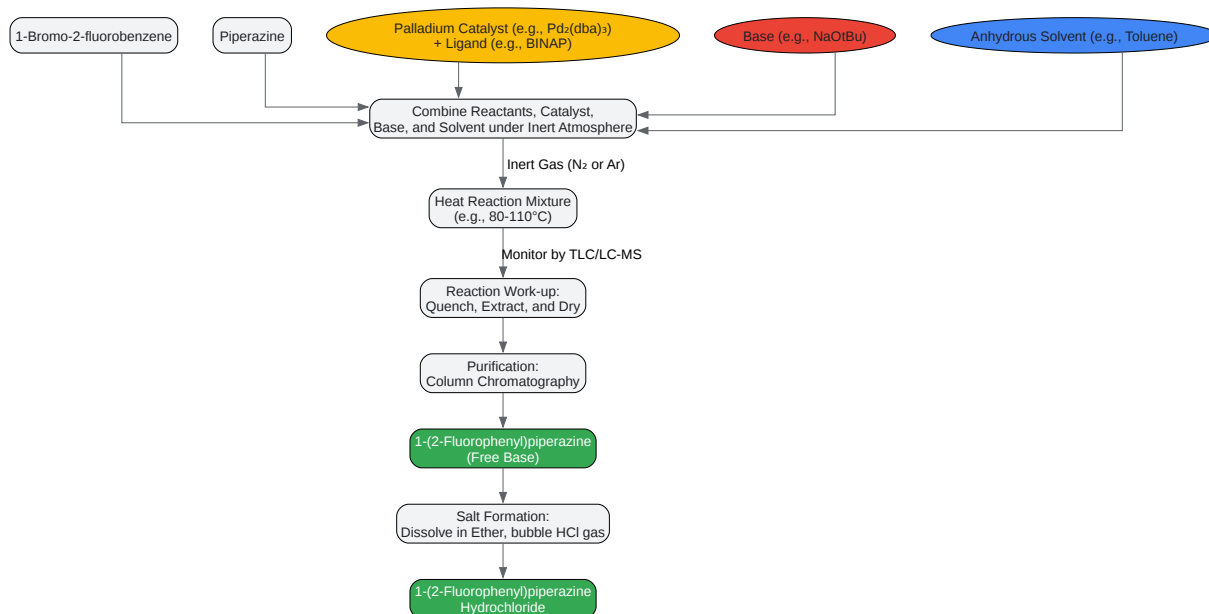 1-Bromo-2-fluorobenzene
Piperazine
Palladium Catalyst (e.g., Pd₂(dba)₃)
+ Ligand (e.g., BINAP)
Base (e.g., NaOtBu)
Anhydrous Solvent (e.g., Toluene)
Combine Reactants, Catalyst,
Base, and Solvent under Inert Atmosphere
Inert Gas (N₂ or Ar)
Heat Reaction Mixture
(e.g., 80-110°C)
Monitor by TLC/LC-MS
Reaction Work-up:
Quench, Extract, and Dry
Purification:
Column Chromatography
1-(2-Fluorophenyl)piperazine
(Free Base)
Salt Formation:
Dissolve in Ether, bubble HCl gas
1-(2-Fluorophenyl)piperazine
Hydrochloride